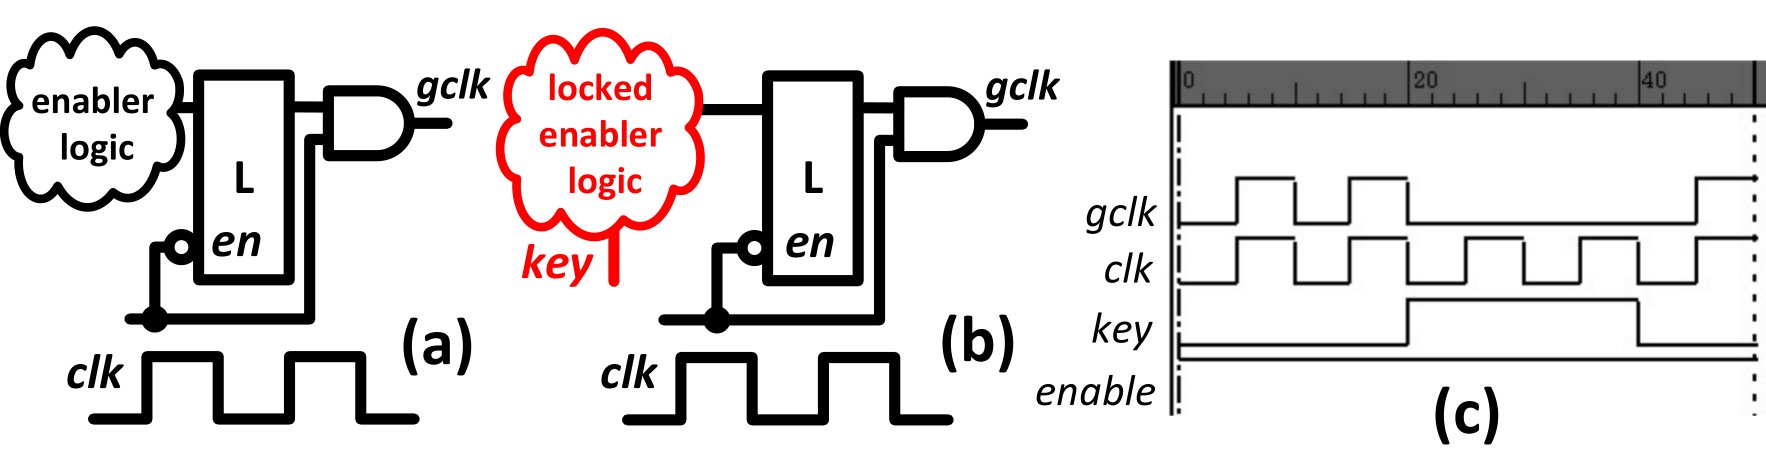 enabler
logic
L
en
gclk
clk
(a)
locked
enabler
logic
key
L
en
gclk
clk
(b)
0 20 40
gclk
clk
key
enable
(c)